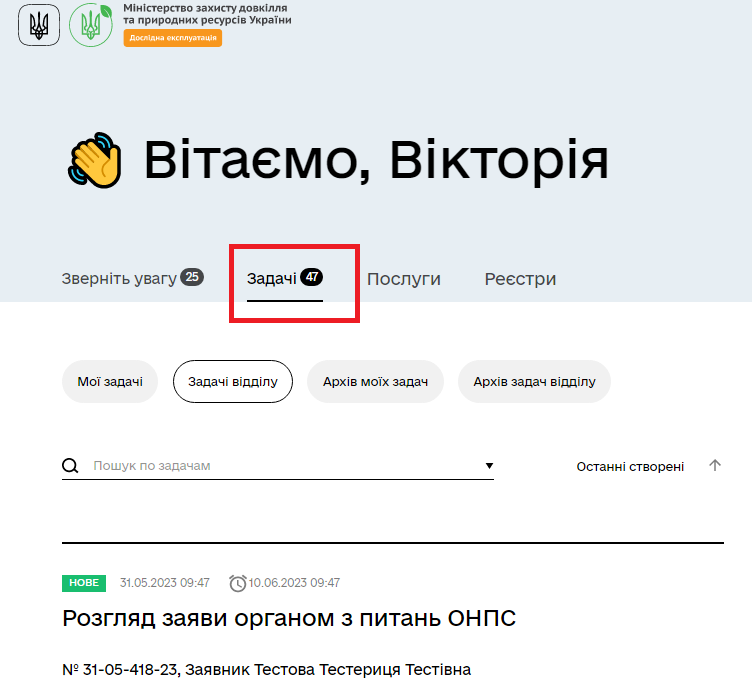 Міністерство захисту довкілля
та природних ресурсів України
Дослідна експлуатація
Вітаємо, Вікторія
Зверніть увагу 25 Задачі 47 Послуги Реєстри
Мої задачі Задачі відділу Архів моїх задач Архів задач відділу
Пошук по задачам Останні створені
НОВЕ 31.05.2023 09:47 10.06.2023 09:47
Розгляд заяви органом з питань ОНПС
№ 31-05-418-23, Заявник Тестова Тестериця Тестівна